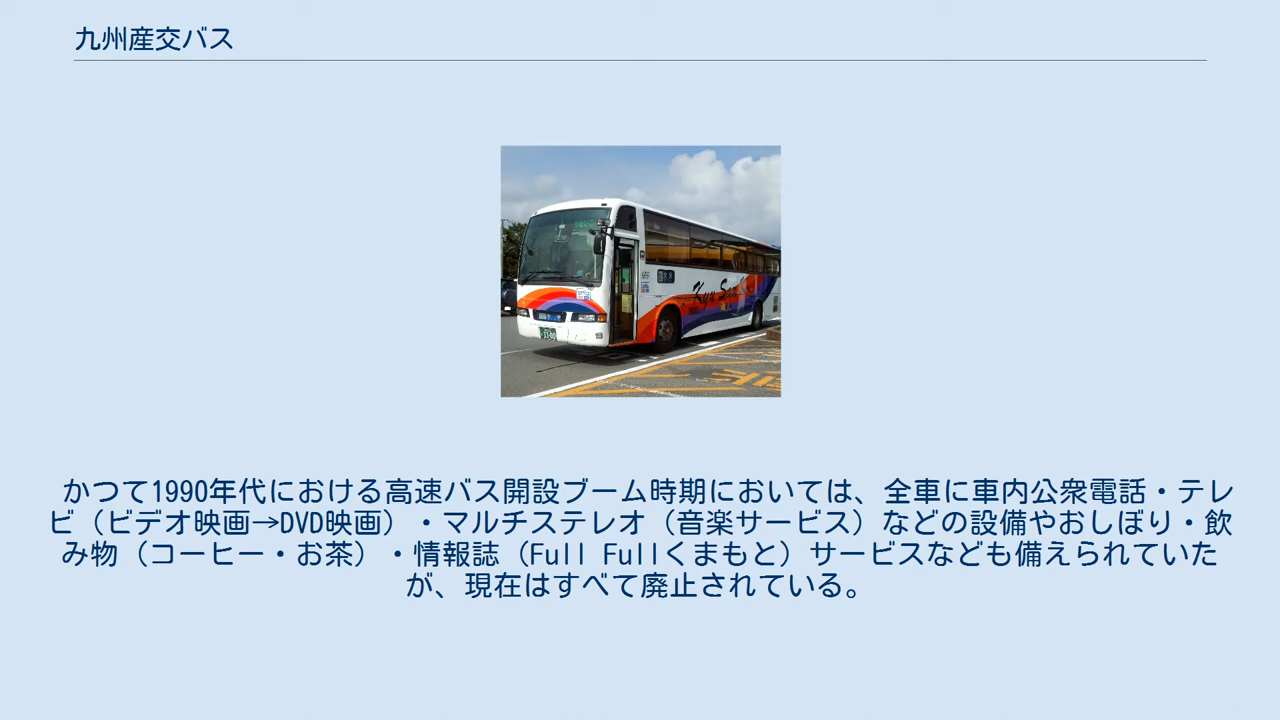 九州産交バス
Kyu San
かつて1990年代における高速バス開設ブーム時期においては、全車に車内公衆電話・テレ
ビ（ビデオ映画→DVD映画）・マルチステレオ（音楽サービス）などの設備やおしぼり・飲
み物（コーヒー・お茶）・情報誌（Full Fullくまもと）サービスなども備えられていた
が、現在はすべて廃止されている。